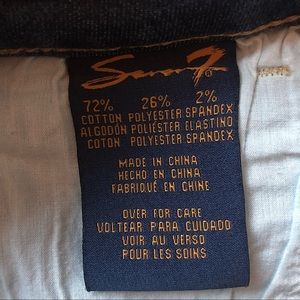 Seven7
72% 26% 2%
COTTON POLYESTER SPANDEX
ALGODÓN POLIÉSTER ELASTINO
COTON POLYESTER SPANDEX
MADE IN CHINA
HECHO EN CHINA
FABRIQUÉ EN CHINE
OVER FOR CARE
VOLTEAR PARA CUIDADO
VOIR AU VERSO
POUR LES SOINS